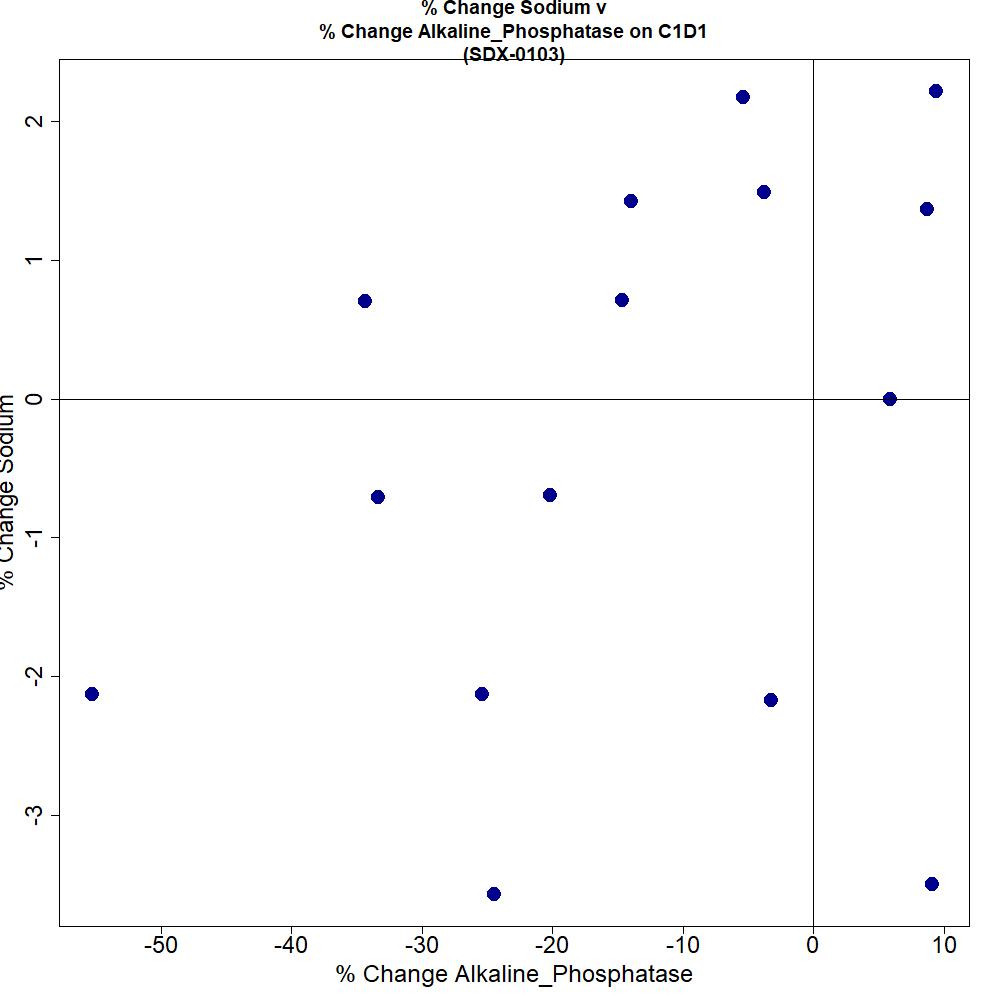 % Change Sodium v
% Change Alkaline_Phosphatase on C1D1
(SDX-0103)
2
1
0
-1
-2
-3
% Change Sodium
-50 -40 -30 -20 -10 0 10
% Change Alkaline_Phosphatase